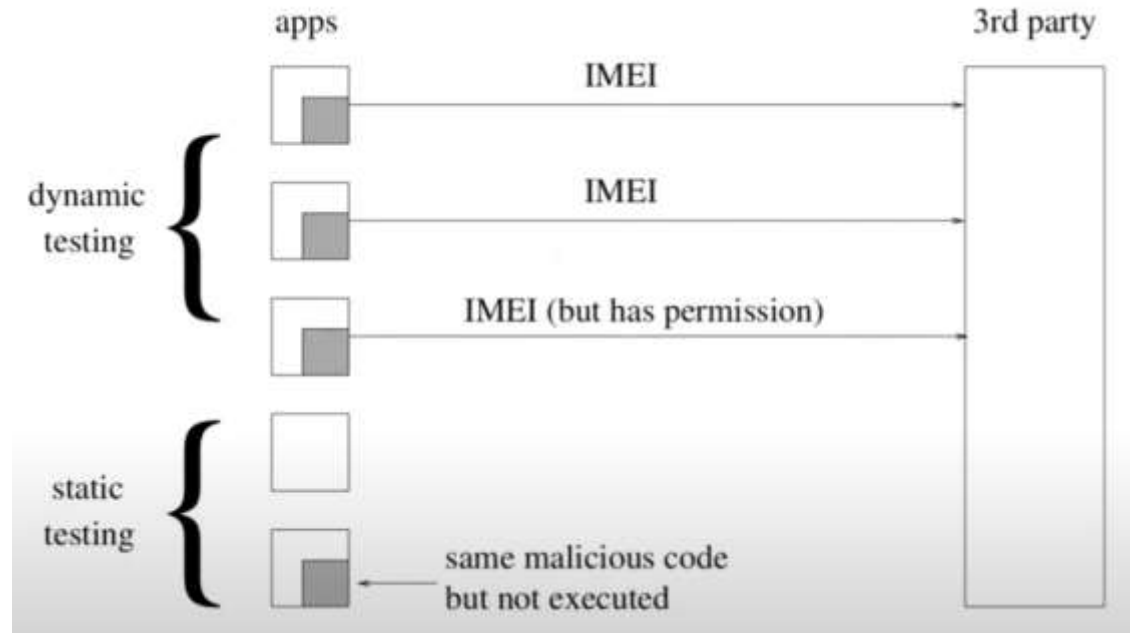 apps
3rd party
IMEI
IMEI
dynamic
testing
IMEI (but has permission)
static
testing
same malicious code
but not executed